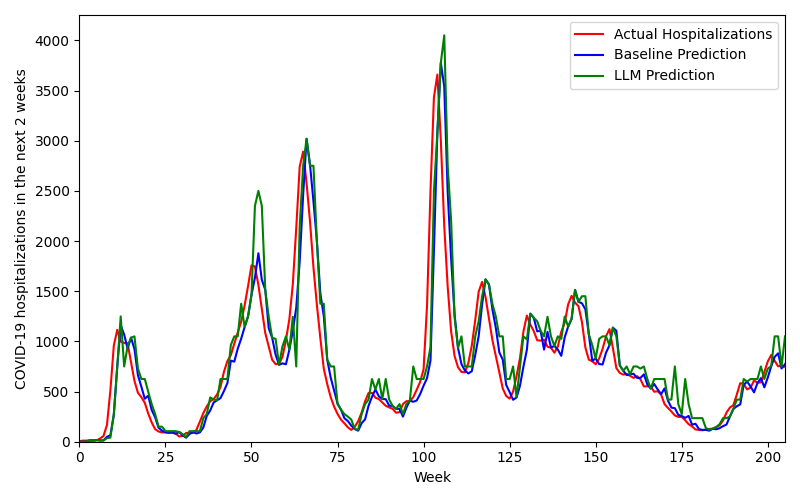 Actual Hospitalizations
Baseline Prediction
LLM Prediction
COVID-19 hospitalizations in the next 2 weeks
4000
3500
3000
2500
2000
1500
1000
500
0
0 25 50 75 100 125 150 175 200
Week